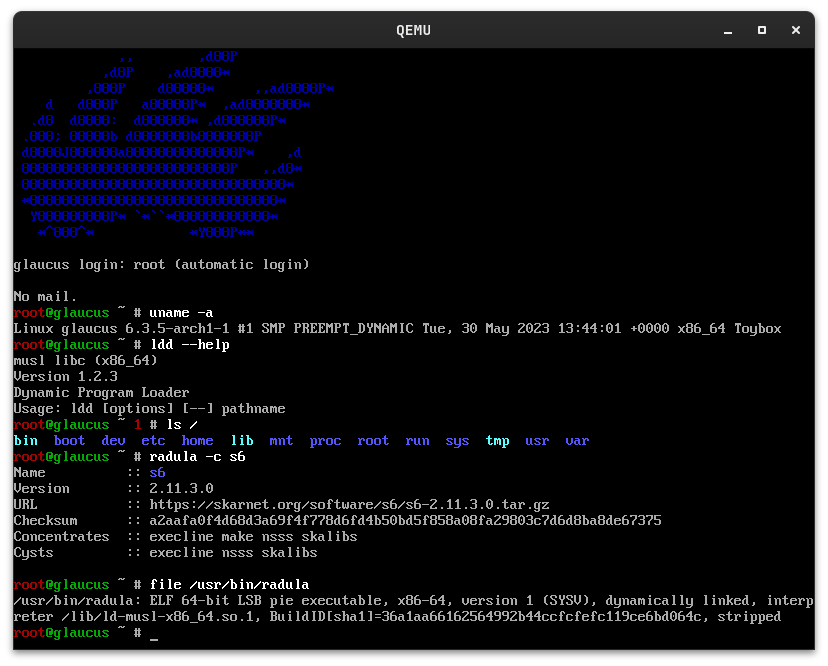 QEMU
glaucus login: root (automatic login)
No mail.
root@glaucus ~ # uname -a
Linux glaucus 6.3.5-arch1-1 #1 SMP PREEMPT_DYNAMIC Tue, 30 May 2023 13:44:01 +0000 x86_64 Toybox
root@glaucus ~ # ldd --help
musl libc (x86_64)
Version 1.2.3
Dynamic Program Loader
Usage: ldd [options] [--] pathname
root@glaucus ~ 1 # ls /
bin boot dev etc home lib mnt proc root run sys tmp usr var
root@glaucus ~ # radula -c s6
Name :: s6
Version :: 2.11.3.0
URL :: https://skarnet.org/software/s6/s6-2.11.3.0.tar.gz
Checksum :: a2aafa0f4d68d3a69f4f778d6fd4b50bd5f858a08fa29803c7d6d8ba8de67375
Concentrates :: execline make nsss skalibs
Cysts :: execline nsss skalibs
root@glaucus ~ # file /usr/bin/radula
/usr/bin/radula: ELF 64-bit LSB pie executable, x86-64, version 1 (SYSV), dynamically linked, interp
reter /lib/ld-musl-x86_64.so.1, BuildID[sha1]=36a1aa66162564992b44ccfcfefc119ce6bd064c, stripped
root@glaucus ~ # _